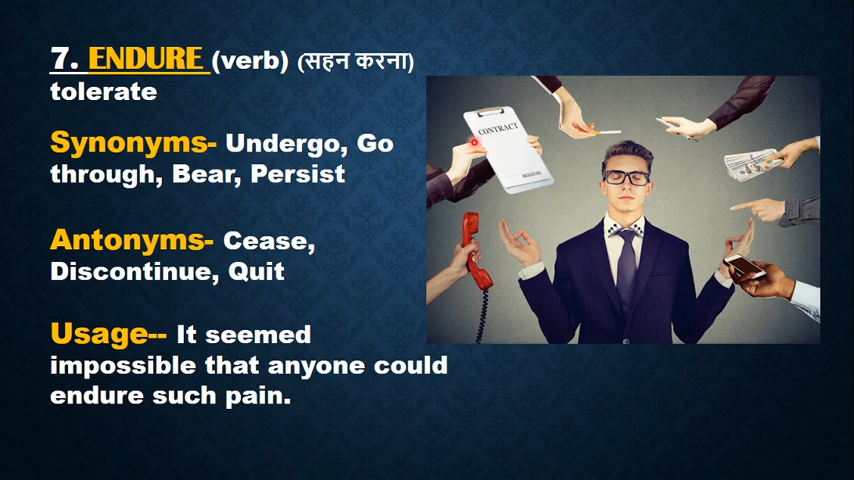 7. ENDURE (verb) (सहन करना)
tolerate
Synonyms- Undergo, Go
through, Bear, Persist
Antonyms- Cease,
Discontinue, Quit
Usage-- It seemed
impossible that anyone could
endure such pain.
CONTRACT
SIGNATURE